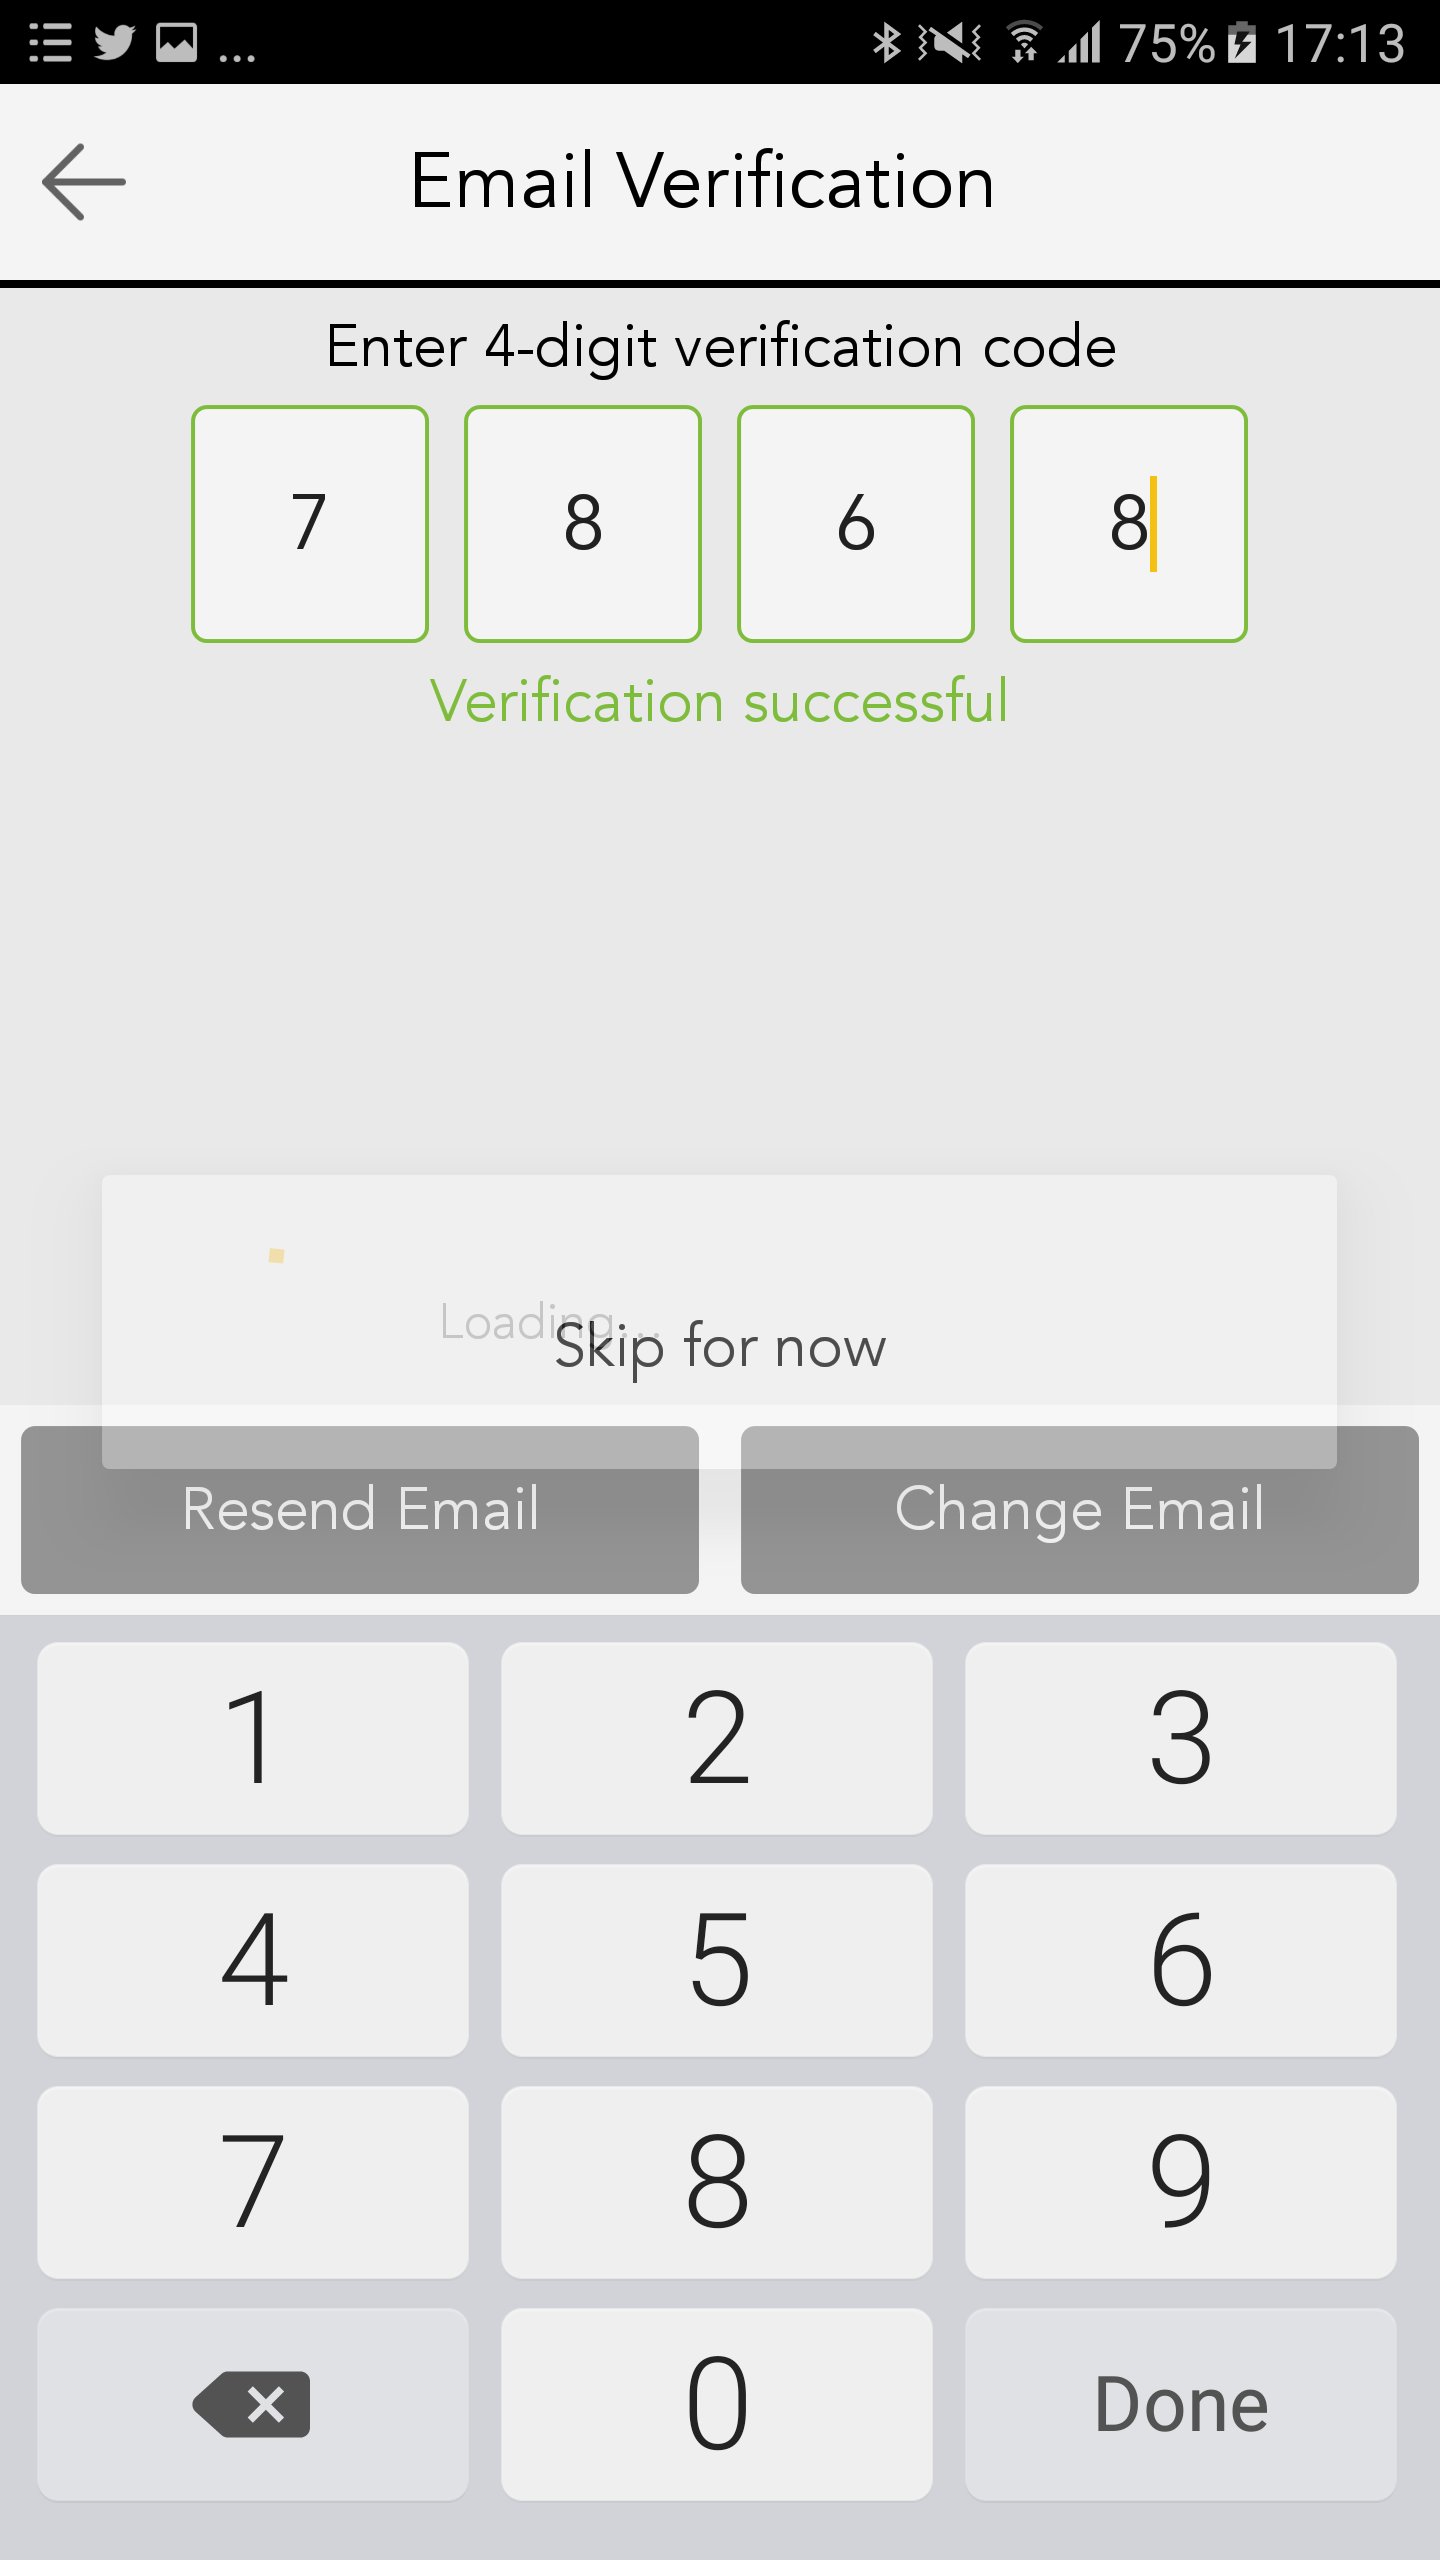 ... 75% 17:13
Email Verification
Enter 4-digit verification code
7 8 6 8
Verification successful
Loading...
Skip for now
Resend Email Change Email
1 2 3
4 5 6
7 8 9
0 Done